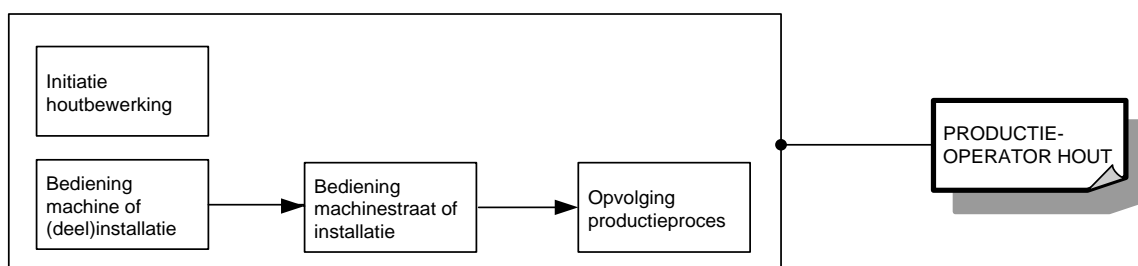 Initiatie
houtbewerking
Bediening
machine of
(deel)installatie
Bediening
machinestraat of
installatie
Opvolging
productieproces
PRODUCTIE-
OPERATOR HOUT